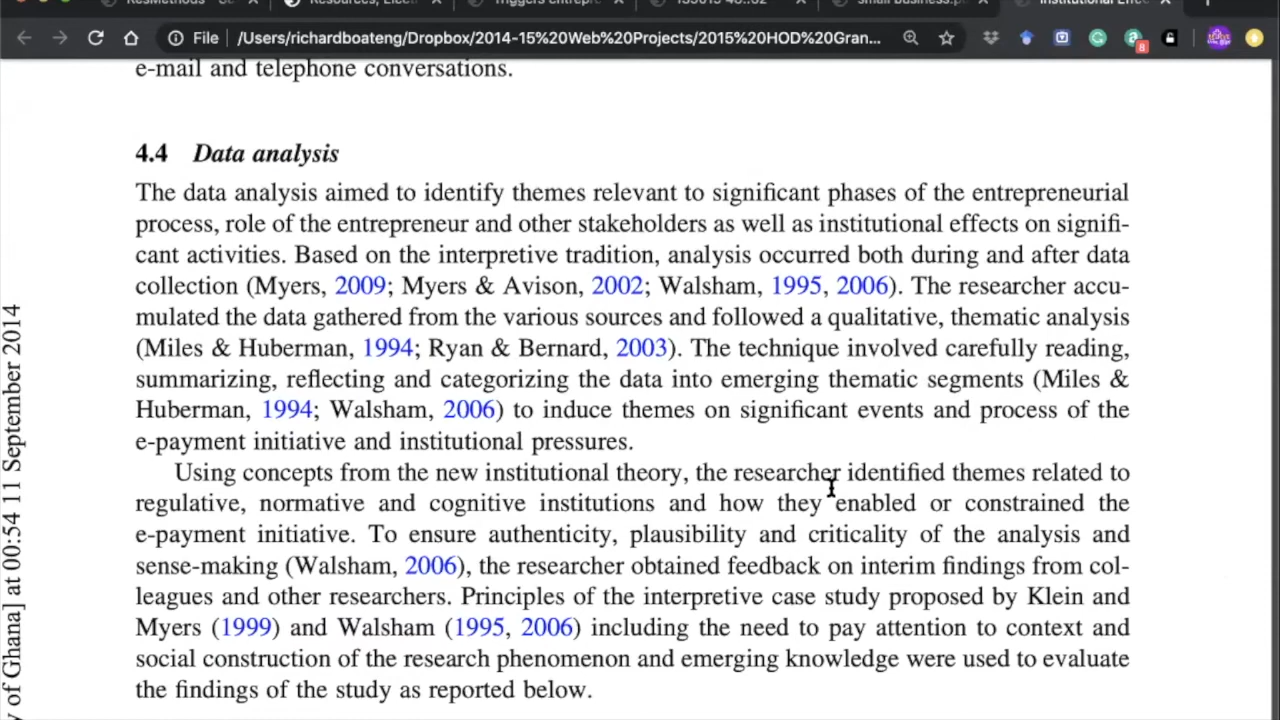 ResMethods
Resources, Elect
Triggers entrepr
small business.p
Institutional Effe
File
/Users/richardboateng/Dropbox/2014-15%20Web%20Projects/2015%20HOD%20Gran...
8
e-mail and telephone conversations.
4.4 Data analysis
The data analysis aimed to identify themes relevant to significant phases of the entrepreneurial
process, role of the entrepreneur and other stakeholders as well as institutional effects on signifi-
cant activities. Based on the interpretive tradition, analysis occurred both during and after data
collection (Myers, 2009; Myers & Avison, 2002; Walsham, 1995, 2006). The researcher accu-
mulated the data gathered from the various sources and followed a qualitative, thematic analysis
(Miles & Huberman, 1994; Ryan & Bernard, 2003). The technique involved carefully reading,
summarizing, reflecting and categorizing the data into emerging thematic segments (Miles &
Huberman, 1994; Walsham, 2006) to induce themes on significant events and process of the
e-payment initiative and institutional pressures.
Using concepts from the new institutional theory, the researcher identified themes related to
regulative, normative and cognitive institutions and how they enabled or constrained the
e-payment initiative. To ensure authenticity, plausibility and criticality of the analysis and
sense-making (Walsham, 2006), the researcher obtained feedback on interim findings from col-
leagues and other researchers. Principles of the interpretive case study proposed by Klein and
Myers (1999) and Walsham (1995, 2006) including the need to pay attention to context and
social construction of the research phenomenon and emerging knowledge were used to evaluate
the findings of the study as reported below.
y of Ghana] at 00:54 11 September 2014